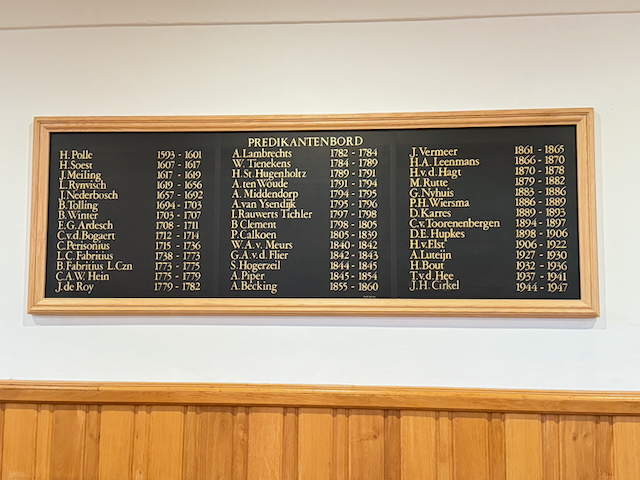 PREDIKANTENBORD
H. Polle 1593 - 1601
H. Soest 1607 - 1617
J. Meiling 1617 - 1619
L. Rynvisch 1619 - 1656
J. Nederbosch 1657 - 1692
B. Tolling 1694 - 1703
B. Winter 1703 - 1707
E.G. Ardesch 1708 - 1711
C.v.d. Bogaert 1712 - 1714
C. Perisonius 1715 - 1736
L.C. Fabritius 1738 - 1773
B. Fabritius L.Czn 1773 - 1775
C.A.W. Hein 1775 - 1779
J. de Roy 1779 - 1782
A. Lambrechts 1782 - 1784
W. Tienekens 1784 - 1789
H. St. Hugenholtz 1789 - 1791
A. ten Woude 1791 - 1794
A. Middendorp 1794 - 1795
A. van Ysendijk 1795 - 1796
I. Rauwerts Tichler 1797 - 1798
B Clement 1798 - 1805
P. Calkoen 1805 - 1839
W.A.v. Meurs 1840 - 1842
G.A.v.d. Flier 1842 - 1843
S. Hogerzeil 1844 - 1845
A. Piper 1845 - 1854
A. Becking 1855 - 1860
J. Vermeer 1861 - 1865
H.A. Leenmans 1866 - 1870
H.v.d. Hagt 1870 - 1878
M. Rutte 1879 - 1882
G. Nyhuis 1883 - 1886
P.H. Wiersma 1886 - 1889
D. Karres 1889 - 1893
C.v. Toorenenbergen 1894 - 1897
D.E. Hupkes 1898 - 1906
H.v. Elst 1906 - 1922
A. Luteijn 1927 - 1930
H. Bout 1932 - 1936
T.v.d. Hee 1937 - 1941
J.H. Cirkel 1944 - 1947